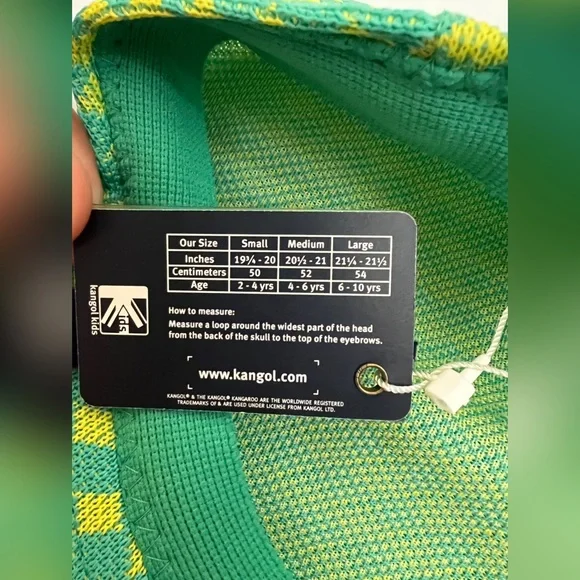 Our Size Small Medium Large
Inches 19¾ - 20 20½ - 21 21¼ - 21½
Centimeters 50 52 54
Age 2 - 4 yrs 4 - 6 yrs 6 - 10 yrs
kangol kids
How to measure:
Measure a loop around the widest part of the head
from the back of the skull to the top of the eyebrows.
www.kangol.com
KANGOL® & THE KANGOL® KANGAROO ARE THE WORLDWIDE REGISTERED
TRADEMARKS OF & ARE USED UNDER LICENSE FROM KANGOL LTD.